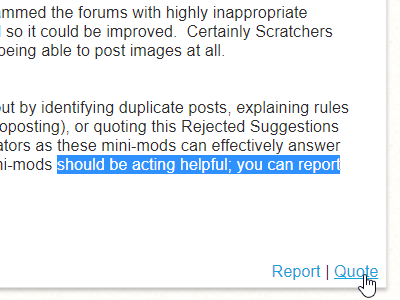 ammed the forums with highly inappropriate
so it could be improved.  Certainly Scratchers
being able to post images at all.
out by identifying duplicate posts, explaining rules
oposting), or quoting this Rejected Suggestions
ators as these mini-mods can effectively answer
ni-mods should be acting helpful; you can report
Report | Quote